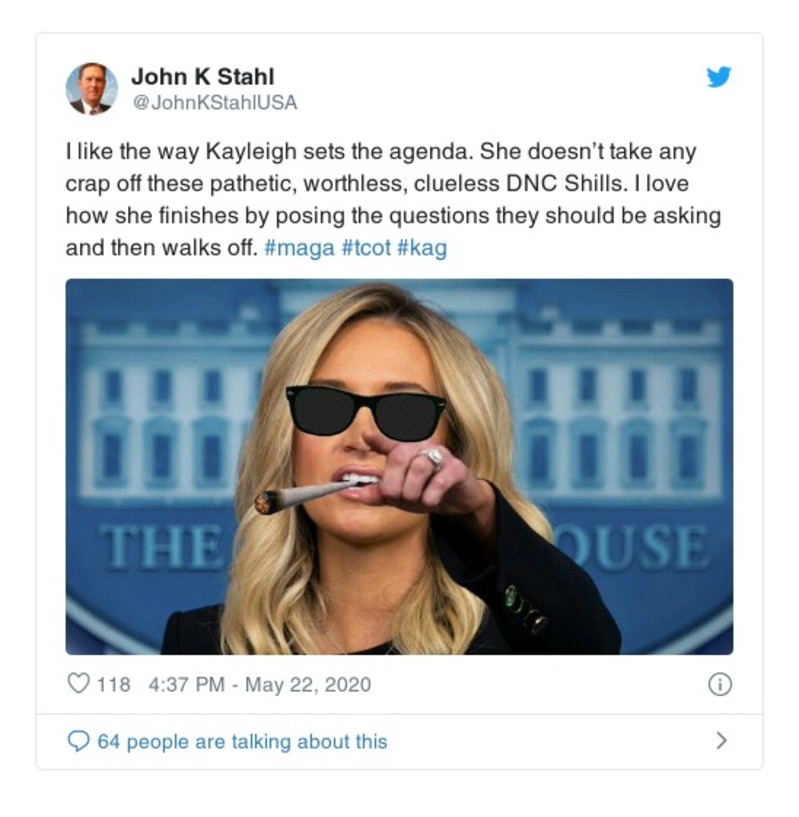 John K Stahl
@JohnKStahlUSA
I like the way Kayleigh sets the agenda. She doesn’t take any
crap off these pathetic, worthless, clueless DNC Shills. I love
how she finishes by posing the questions they should be asking
and then walks off. #maga #tcot #kag
THE OUSE
118 4:37 PM - May 22, 2020
64 people are talking about this